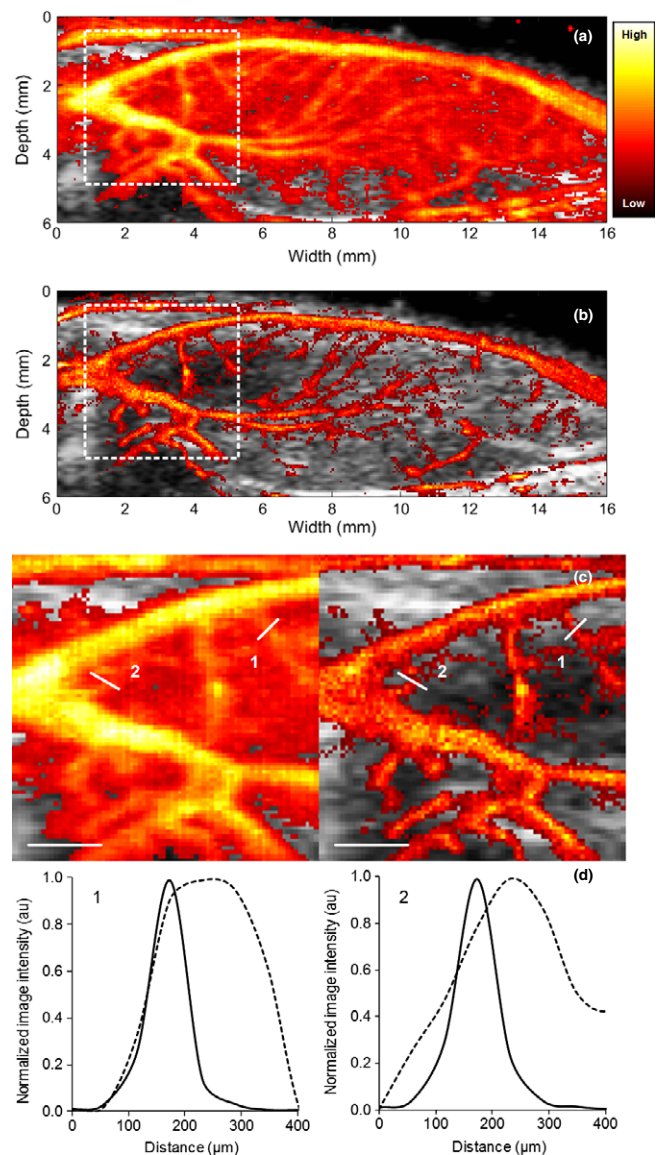 0
2
4
6
Depth (mm)
(a)
High
Low
0 2 4 6 8 10 12 14 16
Width (mm)
0
2
4
6
Depth (mm)
(b)
0 2 4 6 8 10 12 14 16
Width (mm)
(c)
1
2
1
2
(d)
1
1.0
0.8
0.6
0.4
0.2
0.0
Normalized image intensity (au)
0 100 200 300 400
Distance (µm)
2
1.0
0.8
0.6
0.4
0.2
0.0
Normalized image intensity (au)
0 100 200 300 400
Distance (µm)